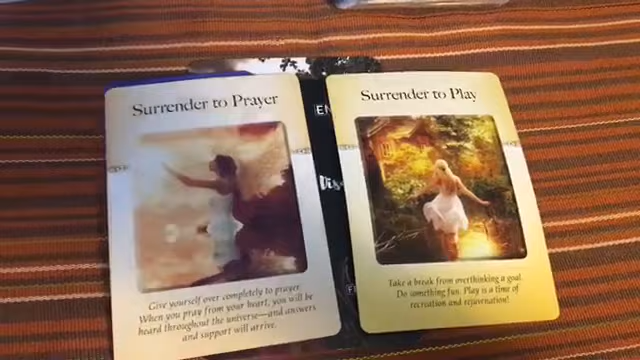 Surrender to Prayer
Give yourself over completely to prayer.
When you pray from your heart, you will be
heard throughout the universe—and answers
and support will arrive.
Surrender to Play
Take a break from overthinking a goal.
Do something fun. Play is a time of
recreation and rejuvenation!